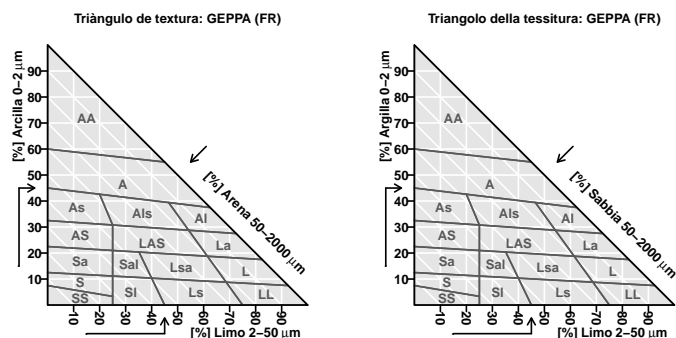 Triàngulo de textura: GEPPA (FR)
[%] Arcilla 0−2 µm
[%] Arena 50−2000 µm
[%] Limo 2−50 µm
90
80
70
60
50
40
30
20
10
10
20
30
40
50
60
70
80
90
AA
A
As
Als
Al
AS
LAS
La
Sa
Sal
Lsa
L
S
SS
Sl
Ls
LL
Triangolo della tessitura: GEPPA (FR)
[%] Argilla 0−2 µm
[%] Sabbia 50−2000 µm
[%] Limo 2−50 µm
90
80
70
60
50
40
30
20
10
10
20
30
40
50
60
70
80
90
AA
A
As
Als
Al
AS
LAS
La
Sa
Sal
Lsa
L
S
SS
Sl
Ls
LL